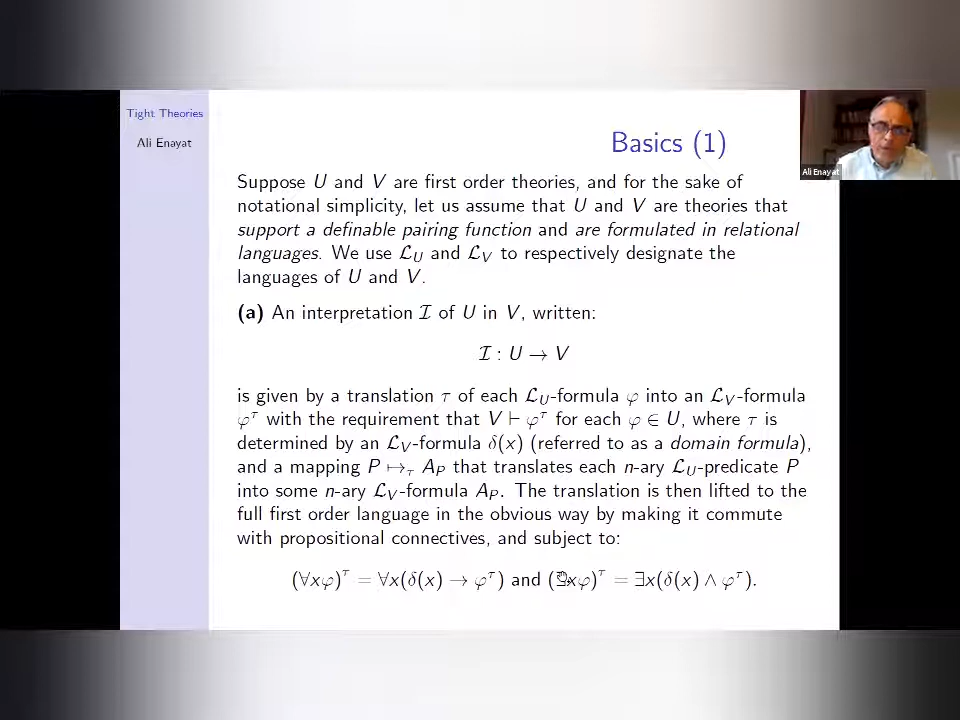 Tight Theories
Ali Enayat
Basics (1)
Ali Enayat
Suppose U and V are first order theories, and for the sake of
notational simplicity, let us assume that U and V are theories that
support a definable pairing function and are formulated in relational
languages. We use ℒ_U and ℒ_V to respectively designate the
languages of U and V.
(a) An interpretation ℐ of U in V, written:
ℐ : U → V
is given by a translation τ of each ℒ_U-formula φ into an ℒ_V-formula
φ^τ with the requirement that V ⊢ φ^τ for each φ ∈ U, where τ is
determined by an ℒ_V-formula δ(x) (referred to as a domain formula),
and a mapping P ↦_τ A_P that translates each n-ary ℒ_U-predicate P
into some n-ary ℒ_V-formula A_P. The translation is then lifted to the
full first order language in the obvious way by making it commute
with propositional connectives, and subject to:
(∀xφ)^τ = ∀x(δ(x) → φ^τ) and (∃xφ)^τ = ∃x(δ(x) ∧ φ^τ).